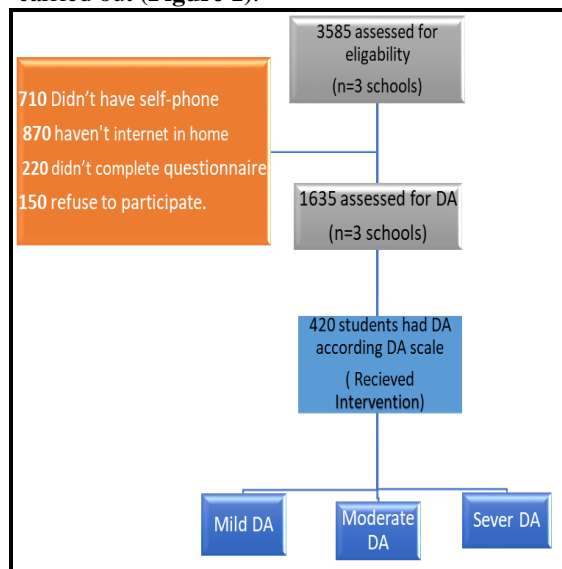 3585 assessed for
eligability
(n=3 schools)
710 Didn't have self-phone
870 haven't internet in home
220 didn't complete questionnaire
150 refuse to participate.
1635 assessed for DA
(n=3 schools)
420 students had DA
according DA scale
( Recieved
Intervention)
Mild DA
Moderate
DA
Sever DA